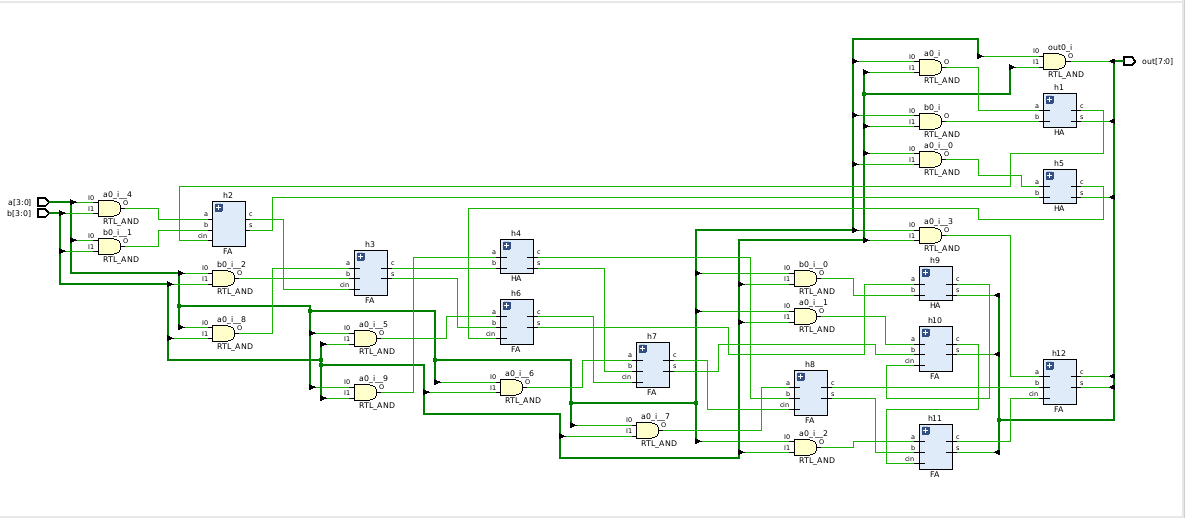 out0_i
I0
I1
O
RTL_AND
out[7:0]
a0_i
I0
I1
O
RTL_AND
h1
a
b
c
s
HA
b0_i
I0
I1
O
RTL_AND
a0_i__0
I0
I1
O
RTL_AND
h5
a
b
c
s
HA
a[3:0]
b[3:0]
a0_i__4
I0
I1
O
RTL_AND
h2
a
b
cin
c
s
FA
b0_i__1
I0
I1
O
RTL_AND
a0_i__3
I0
I1
O
RTL_AND
h3
a
b
cin
c
s
FA
h4
a
b
c
s
HA
b0_i__2
I0
I1
O
RTL_AND
b0_i__0
I0
I1
O
RTL_AND
h9
a
b
c
s
HA
h6
a
b
cin
c
s
FA
a0_i__1
I0
I1
O
RTL_AND
a0_i__8
I0
I1
O
RTL_AND
a0_i__5
I0
I1
O
RTL_AND
h10
a
b
cin
c
s
FA
h7
a
b
cin
c
s
FA
h12
a
b
cin
c
s
FA
a0_i__9
I0
I1
O
RTL_AND
a0_i__6
I0
I1
O
RTL_AND
h8
a
b
cin
c
s
FA
a0_i__7
I0
I1
O
RTL_AND
a0_i__2
I0
I1
O
RTL_AND
h11
a
b
cin
c
s
FA